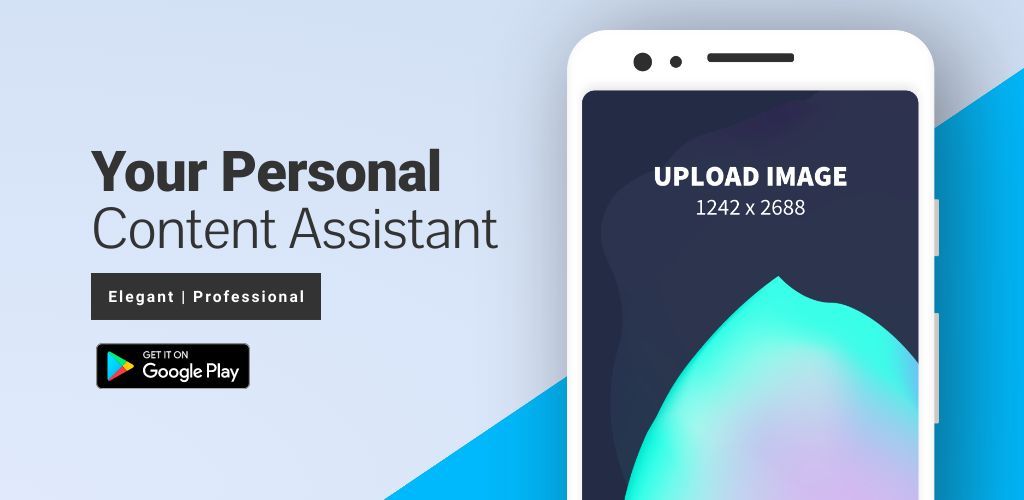 Your Personal
Content Assistant
Elegant | Professional
GET IT ON
Google Play
UPLOAD IMAGE
1242 x 2688